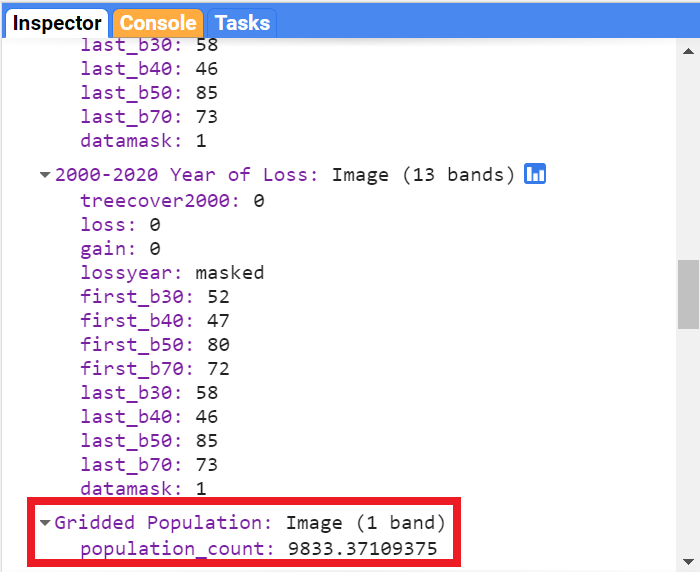 Inspector Console Tasks
last_b30: 58
last_b40: 46
last_b50: 85
last_b70: 73
datamask: 1
2000-2020 Year of Loss: Image (13 bands)
treecover2000: 0
loss: 0
gain: 0
lossyear: masked
first_b30: 52
first_b40: 47
first_b50: 80
first_b70: 72
last_b30: 58
last_b40: 46
last_b50: 85
last_b70: 73
datamask: 1
Gridded Population: Image (1 band)
population_count: 9833.37109375